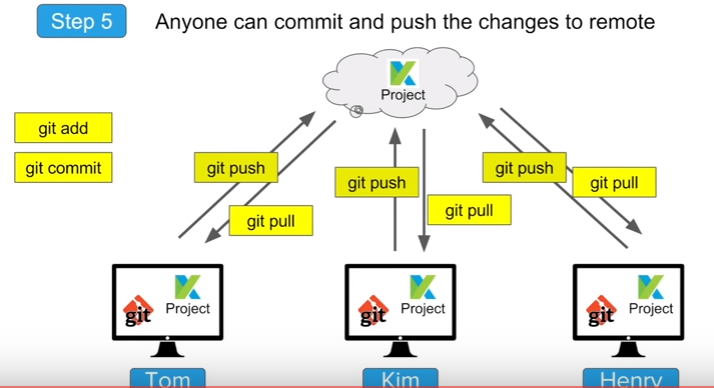 Step 5
Anyone can commit and push the changes to remote
Project
git add
git commit
git push
git pull
git push
git pull
git push
git pull
git
Project
git
Project
git
Project
Tom
Kim
Henry